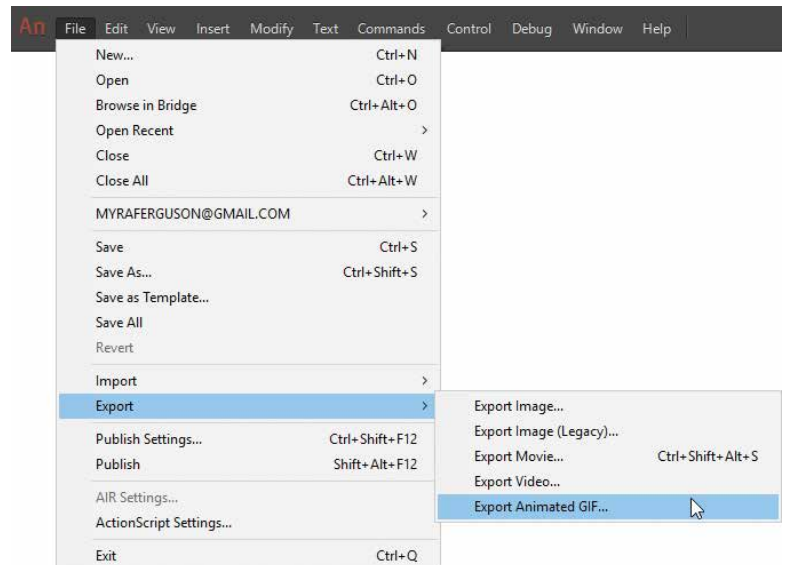 An File Edit View Insert Modify Text Commands Control Debug Window Help
New... Ctrl+N
Open Ctrl+O
Browse in Bridge Ctrl+Alt+O
Open Recent >
Close Ctrl+W
Close All Ctrl+Alt+W
MYRAFERGUSON@GMAIL.COM >
Save Ctrl+S
Save As... Ctrl+Shift+S
Save as Template...
Save All
Revert
Import >
Export >
Export Image...
Export Image (Legacy)...
Export Movie... Ctrl+Shift+Alt+S
Export Video...
Export Animated GIF...
Publish Settings... Ctrl+Shift+F12
Publish Shift+Alt+F12
AIR Settings...
ActionScript Settings...
Exit Ctrl+Q